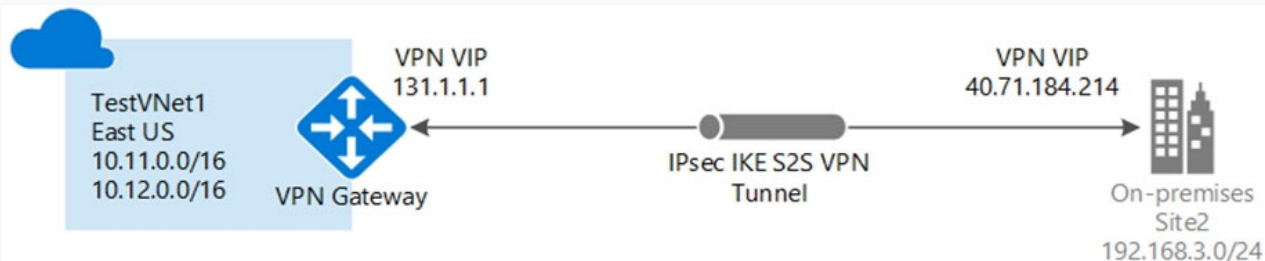 TestVNet1
East US
10.11.0.0/16
10.12.0.0/16
VPN Gateway
VPN VIP
131.1.1.1
IPsec IKE S2S VPN
Tunnel
VPN VIP
40.71.184.214
On-premises
Site2
192.168.3.0/24